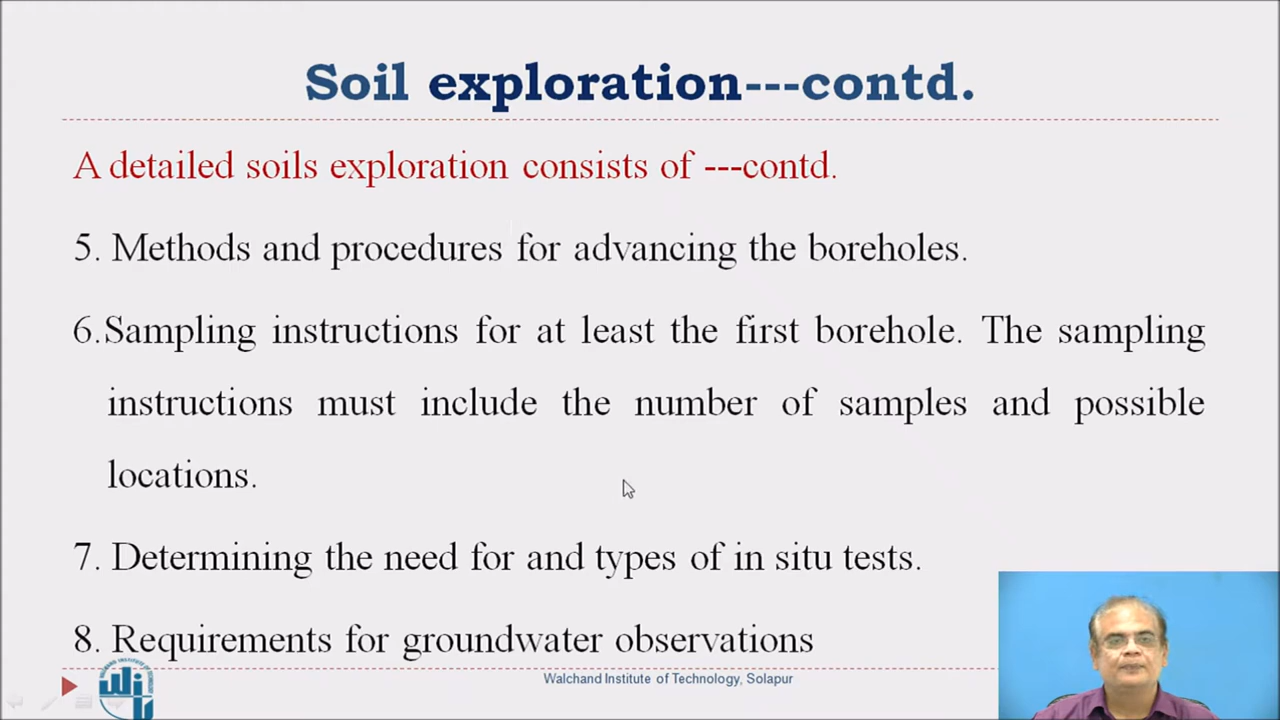 Soil exploration---contd.
A detailed soils exploration consists of ---contd.
5. Methods and procedures for advancing the boreholes.
6.Sampling instructions for at least the first borehole. The sampling
instructions must include the number of samples and possible
locations.
7. Determining the need for and types of in situ tests.
8. Requirements for groundwater observations
Walchand Institute of Technology, Solapur